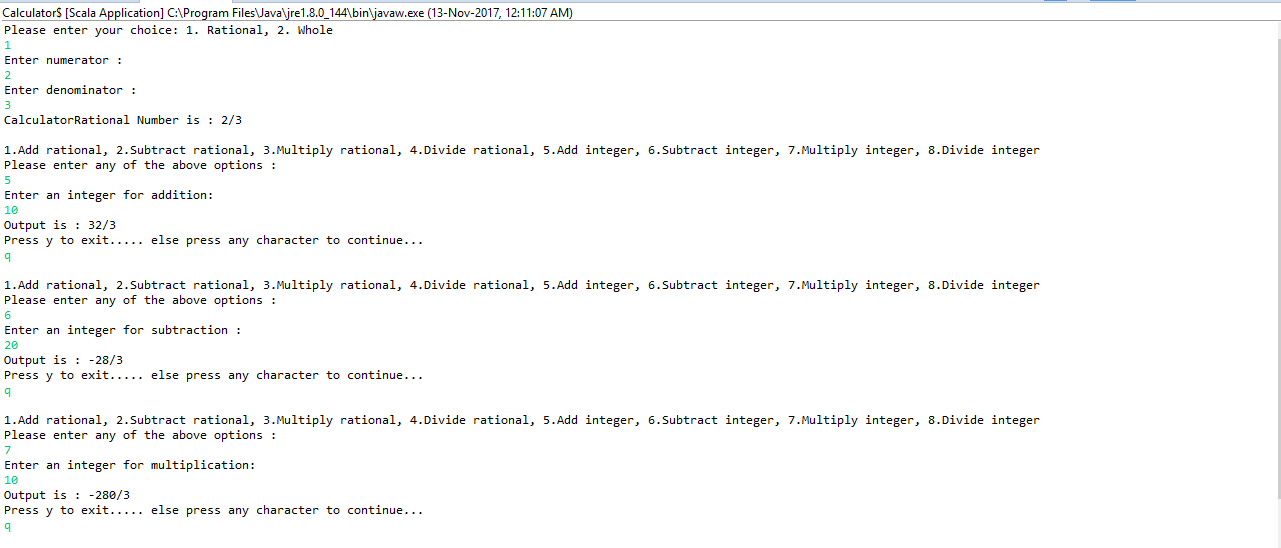 Calculator$ [Scala Application] C:\Program Files\Java\jre1.8.0_144\bin\javaw.exe (13-Nov-2017, 12:11:07 AM)
Please enter your choice: 1. Rational, 2. Whole
1
Enter numerator :
2
Enter denominator :
3
CalculatorRational Number is : 2/3
1.Add rational, 2.Subtract rational, 3.Multiply rational, 4.Divide rational, 5.Add integer, 6.Subtract integer, 7.Multiply integer, 8.Divide integer
Please enter any of the above options :
5
Enter an integer for addition:
10
Output is : 32/3
Press y to exit..... else press any character to continue...
q
1.Add rational, 2.Subtract rational, 3.Multiply rational, 4.Divide rational, 5.Add integer, 6.Subtract integer, 7.Multiply integer, 8.Divide integer
Please enter any of the above options :
6
Enter an integer for subtraction :
20
Output is : -28/3
Press y to exit..... else press any character to continue...
q
1.Add rational, 2.Subtract rational, 3.Multiply rational, 4.Divide rational, 5.Add integer, 6.Subtract integer, 7.Multiply integer, 8.Divide integer
Please enter any of the above options :
7
Enter an integer for multiplication:
10
Output is : -280/3
Press y to exit..... else press any character to continue...
q